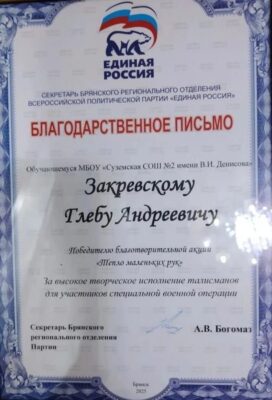 ЕДИНАЯ
РОССИЯ
СЕКРЕТАРЬ БРЯНСКОГО РЕГИОНАЛЬНОГО ОТДЕЛЕНИЯ
ВСЕРОССИЙСКОЙ ПОЛИТИЧЕСКОЙ ПАРТИИ «ЕДИНАЯ РОССИЯ»
БЛАГОДАРСТВЕННОЕ ПИСЬМО
Обучающемуся МБОУ «Суземская СОШ №2 имени В.И. Денисова»
Закревскому
Глебу Андреевичу
Победителю благотворительной акции
«Тепло маленьких рук»
За высокое творческое исполнение талисманов
для участников специальной военной операции
Секретарь Брянского
регионального отделения
Партии
А.В. Богомаз
Брянск
2025